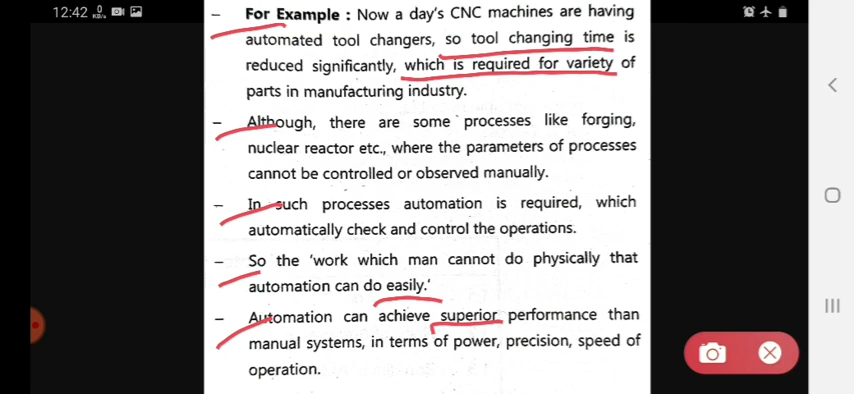 12:42 0 KB/s
– For Example : Now a day's CNC machines are having
automated tool changers, so tool changing time is
reduced significantly, which is required for variety of
parts in manufacturing industry.
– Although, there are some processes like forging,
nuclear reactor etc., where the parameters of processes
cannot be controlled or observed manually.
– In such processes automation is required, which
automatically check and control the operations.
– So the 'work which man cannot do physically that
automation can do easily.'
– Automation can achieve superior performance than
manual systems, in terms of power, precision, speed of
operation.